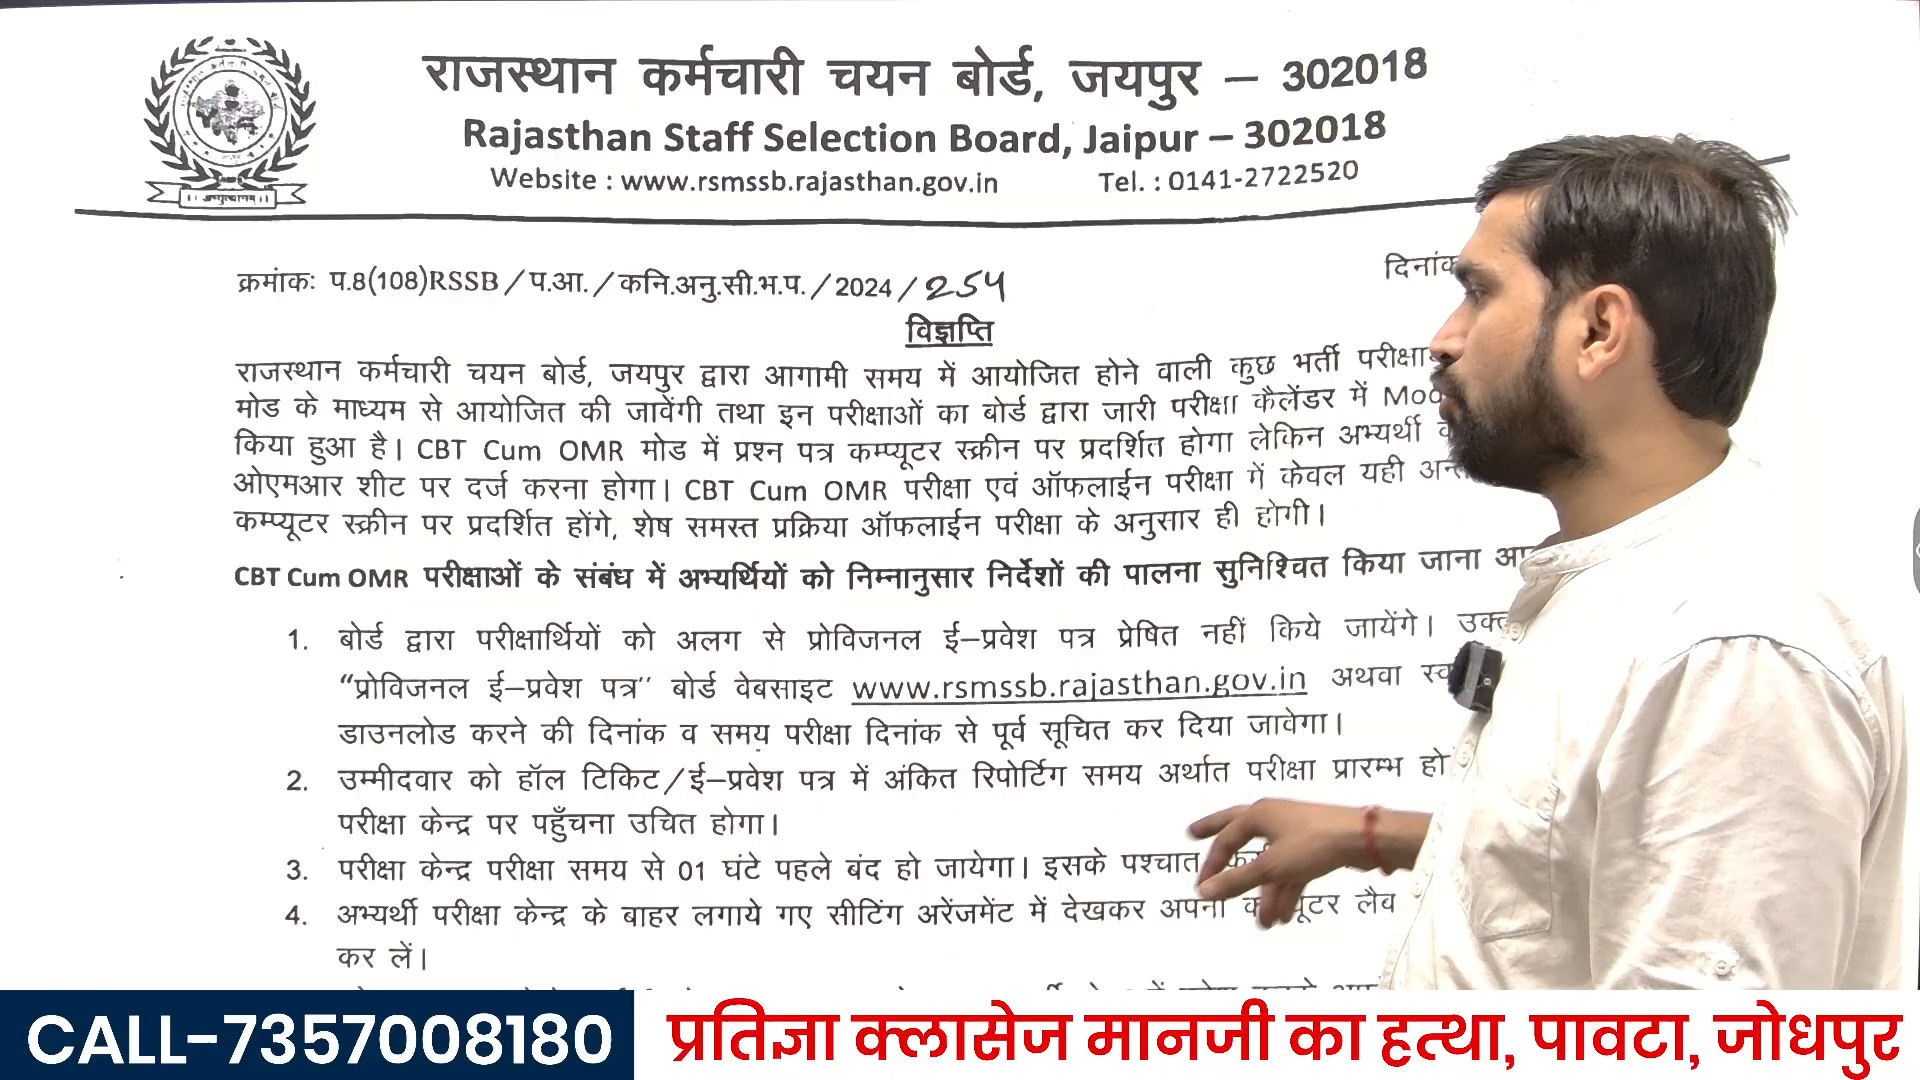 राजस्थान कर्मचारी चयन बोर्ड, जयपुर – 302018
Rajasthan Staff Selection Board, Jaipur – 302018
Website : www.rsmssb.rajasthan.gov.in Tel. : 0141-2722520
क्रमांकः प.8(108)RSSB/प.आ./कनि.अनु.सी.भ.प./2024/254
दिनांक
विज्ञप्ति
राजस्थान कर्मचारी चयन बोर्ड, जयपुर द्वारा आगामी समय में आयोजित होने वाली कुछ भर्ती
मोड के माध्यम से आयोजित की जावेंगी तथा इन परीक्षाओं का बोर्ड द्वारा जारी परीक्षा कैलेंडर में
किया हुआ है। CBT Cum OMR मोड में प्रश्न पत्र कम्प्यूटर स्क्रीन पर प्रदर्शित होगा लेकिन अभ्यर्थी
ओएमआर शीट पर दर्ज करना होगा। CBT Cum OMR परीक्षा एवं ऑफलाईन परीक्षा में केवल यही
कम्प्यूटर स्क्रीन पर प्रदर्शित होंगे, शेष समस्त प्रक्रिया ऑफलाईन परीक्षा के अनुसार ही होगी।
CBT Cum OMR परीक्षाओं के संबंध में अभ्यर्थियों को निम्नानुसार निर्देशों की पालना सुनिश्चित किया जाना
1. बोर्ड द्वारा परीक्षार्थियों को अलग से प्रोविजनल ई–प्रवेश पत्र प्रेषित नहीं किये जायेंगे।
“प्रोविजनल ई–प्रवेश पत्र” बोर्ड वेबसाइट www.rsmssb.rajasthan.gov.in अथवा
डाउनलोड करने की दिनांक व समय परीक्षा दिनांक से पूर्व सूचित कर दिया जावेगा।
2. उम्मीदवार को हॉल टिकिट/ई–प्रवेश पत्र में अंकित रिपोर्टिग समय अर्थात परीक्षा प्रारम्भ
परीक्षा केन्द्र पर पहुँचना उचित होगा।
3. परीक्षा केन्द्र परीक्षा समय से 01 घंटे पहले बंद हो जायेगा। इसके पश्चात
4. अभ्यर्थी परीक्षा केन्द्र के बाहर लगाये गए सीटिंग अरेंजमेंट में देखकर अपना लैव
कर लें।
CALL-7357008180 प्रतिज्ञा क्लासेज मानजी का हत्था, पावटा, जोधपुर